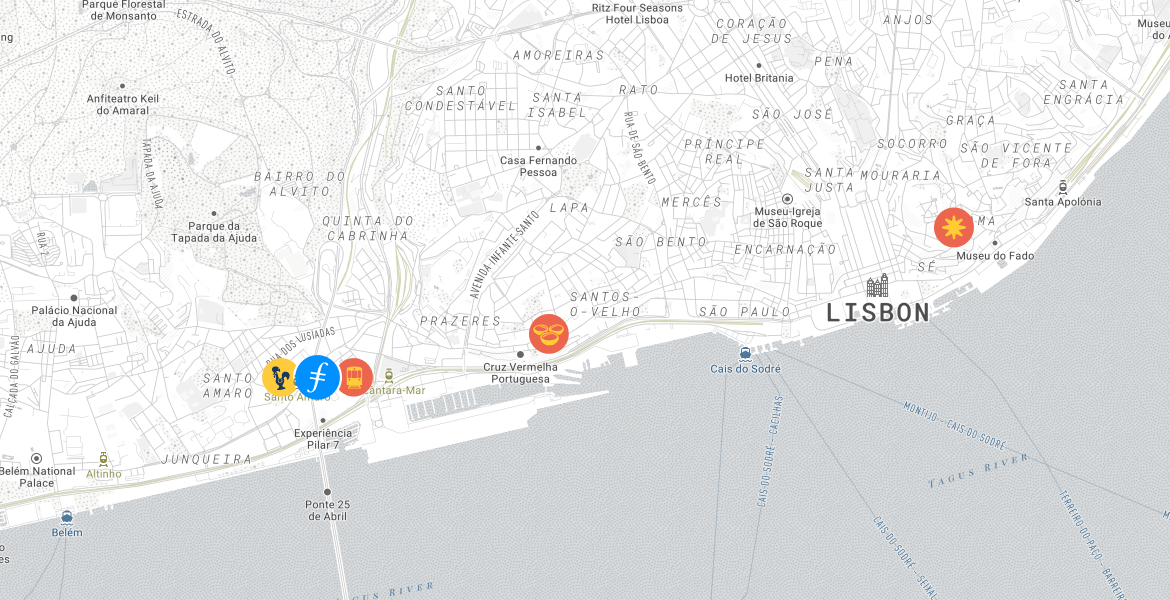 Parque Florestal
de Monsanto
ESTRADA DO ALVITO
Ritz Four Seasons
Hotel Lisboa
CORAÇÃO
DE JESUS
ANJOS
Museu
do A
ng
AMOREIRAS
PENA
Hotel Britania
Anfiteatro Keil
do Amaral
SANTO
CONDESTÁVEL
SANTA
ISABEL
RATO
SANTA
ENGRÁCIA
SÃO JOSÉ
GRAÇA
RUA DE SÃO BENTO
PRÍNCIPE
REAL
SOCORRO
SÃO VICENTE
DE FORA
TAPADA DA AJUDA
Casa Fernando
Pessoa
BAIRRO DO
ALVITO
SANTA
JUSTA
MOURARIA
Santa Apolónia
Parque da
Tapada da Ajuda
QUINTA DO
CABRINHA
LAPA
MERCÊS
Museu-Igreja
de São Roque
MA
RUA 2
AVENIDA INFANTE SANTO
SÃO BENTO
ENCARNAÇÃO
Museu do Fado
SÉ
Palácio Nacional
da Ajuda
SANTOS-
O-VELHO
SÃO PAULO
LISBON
PRAZERES
AJUDA
CALÇADA DO GALVÃO
RUA DOS LUSÍADAS
Cruz Vermelha
Portuguesa
Cais do Sodré
SANTO
AMARO
Santo Amaro
cântara-Mar
Experiência
Pilar 7
JUNQUEIRA
CAIS DO SODRÉ – CACILHAS
MONTIJO – CAIS DO SODRÉ
TAGUS RIVER
Belém National
Palace
Altinho
Ponte 25
de Abril
Belém
CAIS DO SODRÉ – SEIXAL
TERREIRO DO PAÇO – BARREIRO
M
o
es
GUS RIVER